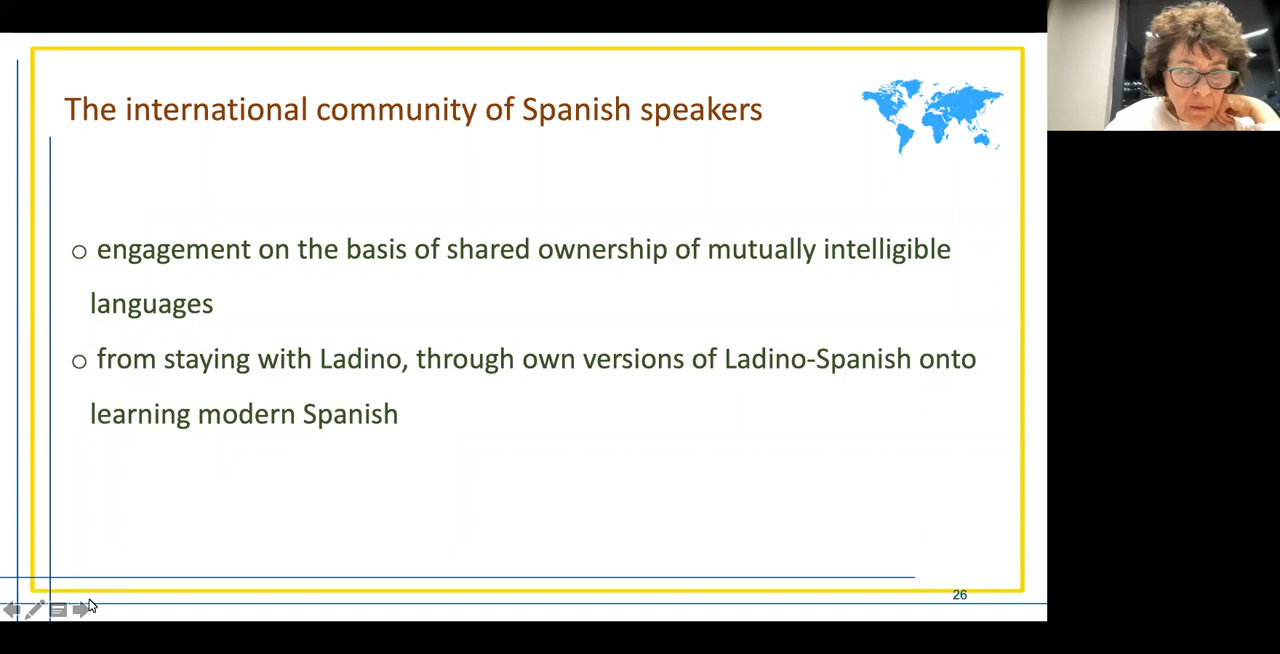 The international community of Spanish speakers
o engagement on the basis of shared ownership of mutually intelligible
languages
o from staying with Ladino, through own versions of Ladino-Spanish onto
learning modern Spanish
26